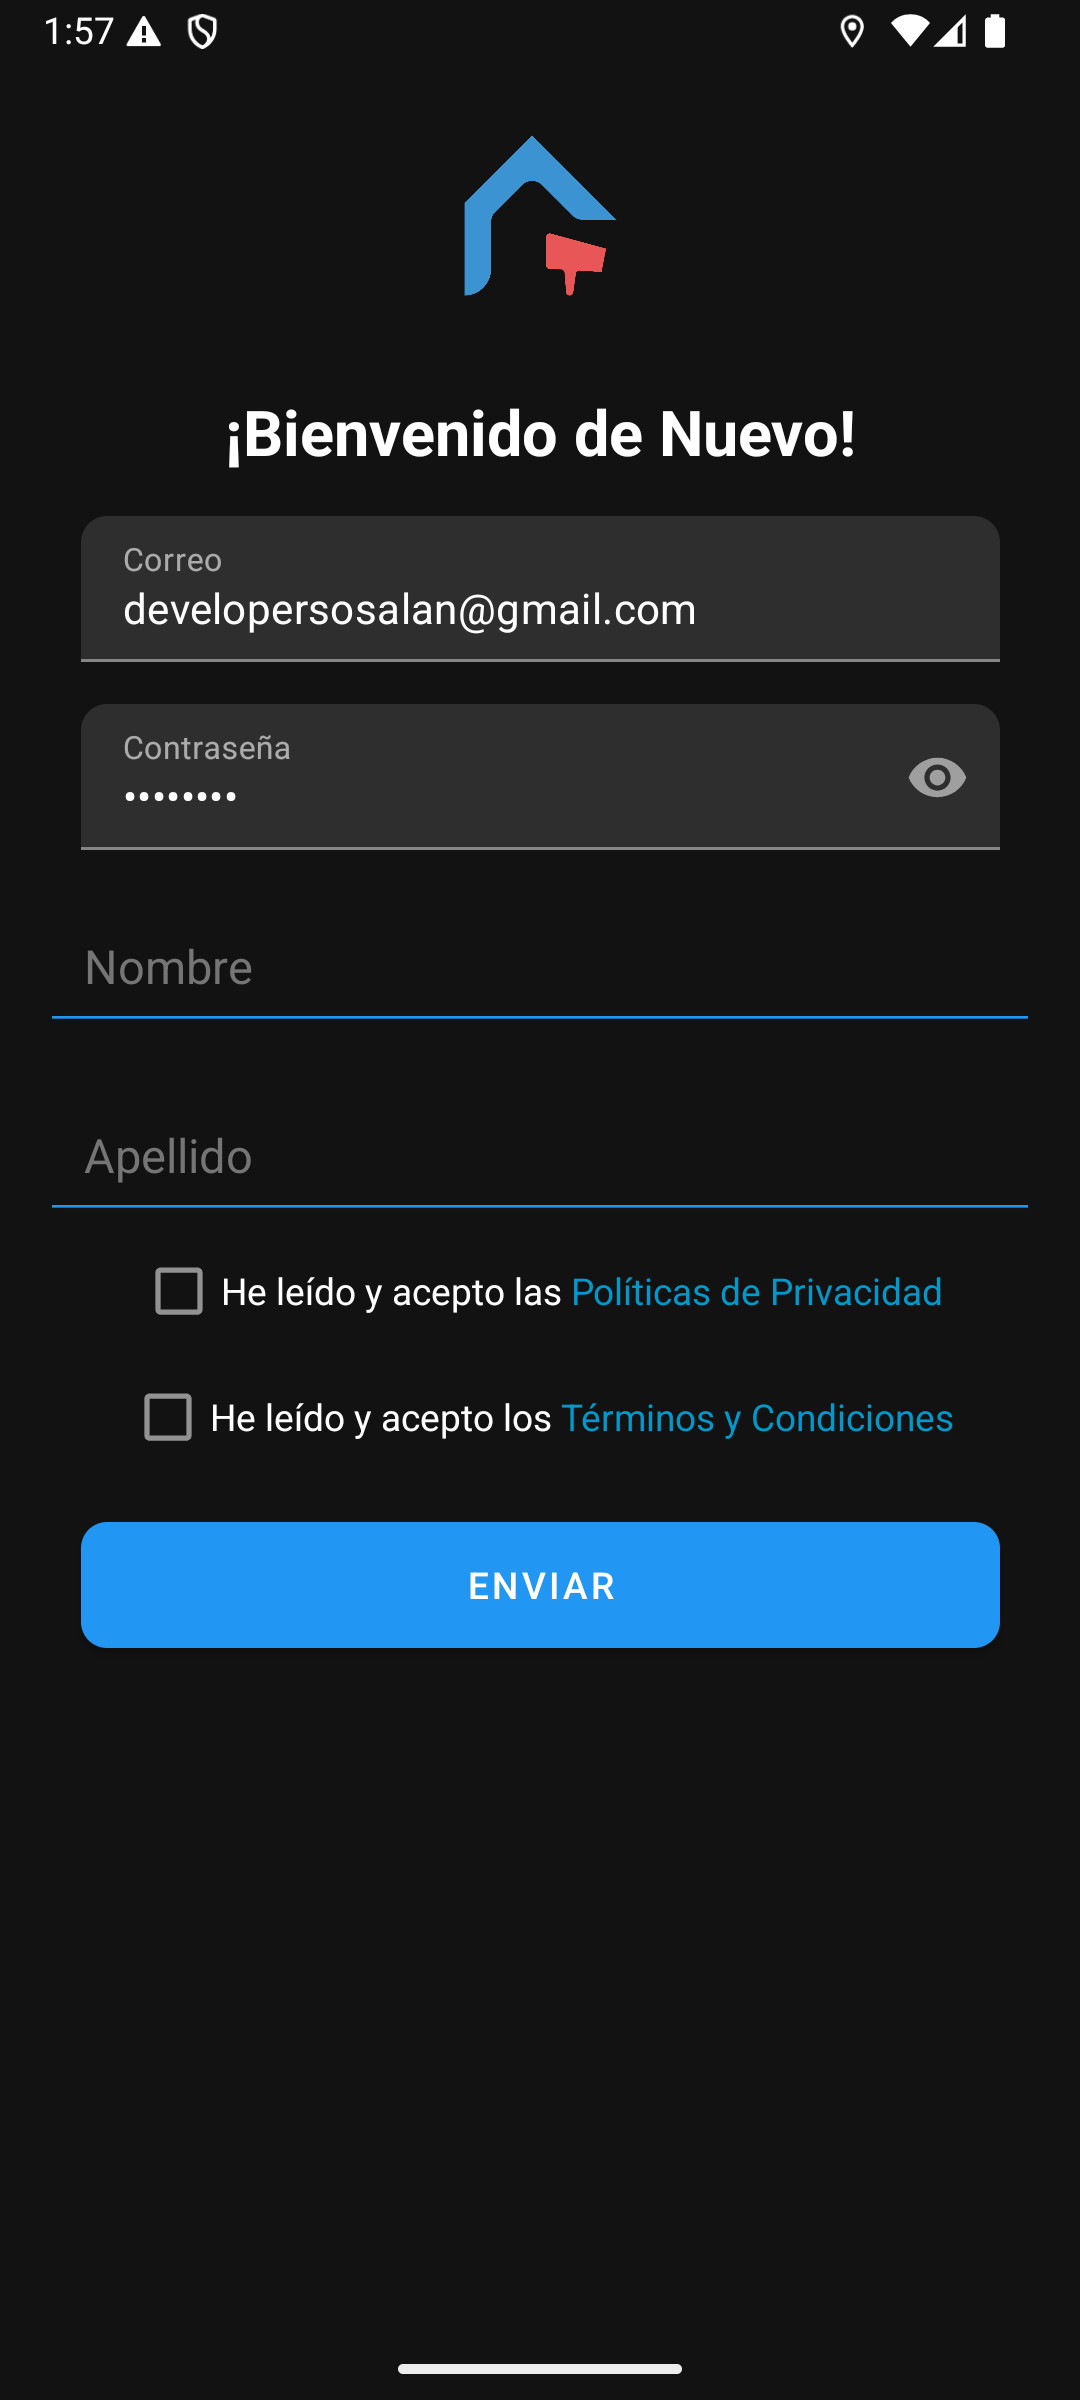 1:57
¡Bienvenido de Nuevo!
Correo
developersosalan@gmail.com
Contraseña
••••••••
Nombre
Apellido
He leído y acepto las Políticas de Privacidad
He leído y acepto los Términos y Condiciones
ENVIAR